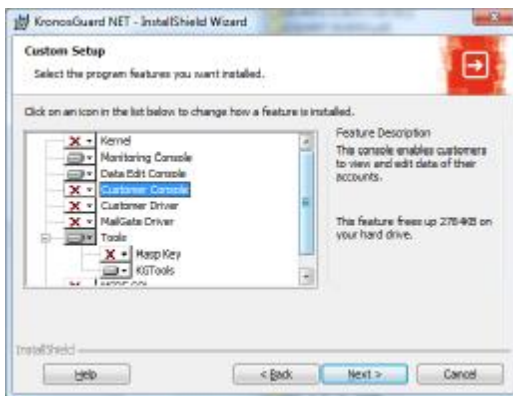 KronosGuard NET - InstallShield Wizard
Custom Setup
Select the program features you want installed.
Click on an icon in the list below to change how a feature is installed.
Kernel
Monitoring Console
Data Edit Console
Customer Console
Customer Driver
MailGate Driver
Tools
Hasp Key
KGTools
Feature Description
This console enables customers
to view and edit data of their
accounts.
This feature frees up 276KB on
your hard drive.
InstallShield
Help
< Back
Next >
Cancel